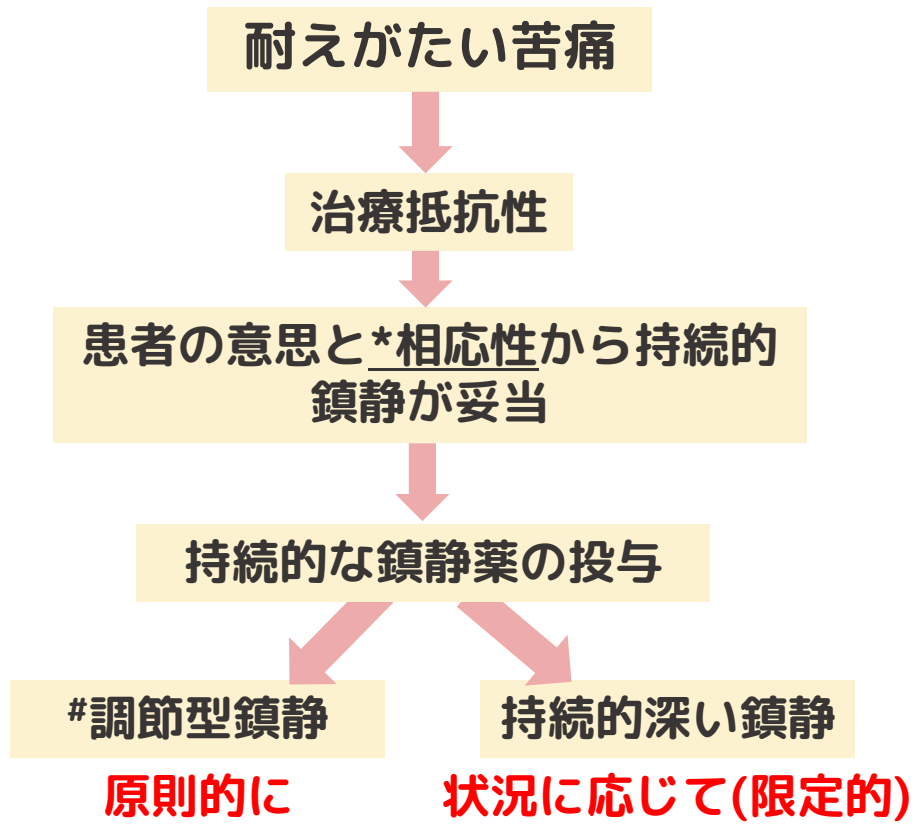 耐えがたい苦痛
治療抵抗性
患者の意思と*相応性から持続的
鎮静が妥当
持続的な鎮静薬の投与
#調節型鎮静
持続的深い鎮静
原則的に
状況に応じて(限定的)